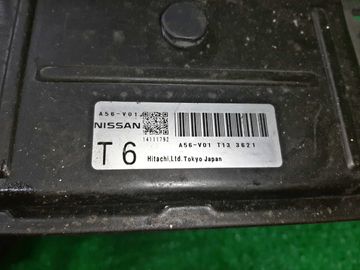 A56-V01
NISSAN
14111792
A56-V01 T13 3621
T6
Hitachi,Ltd.Tokyo Japan